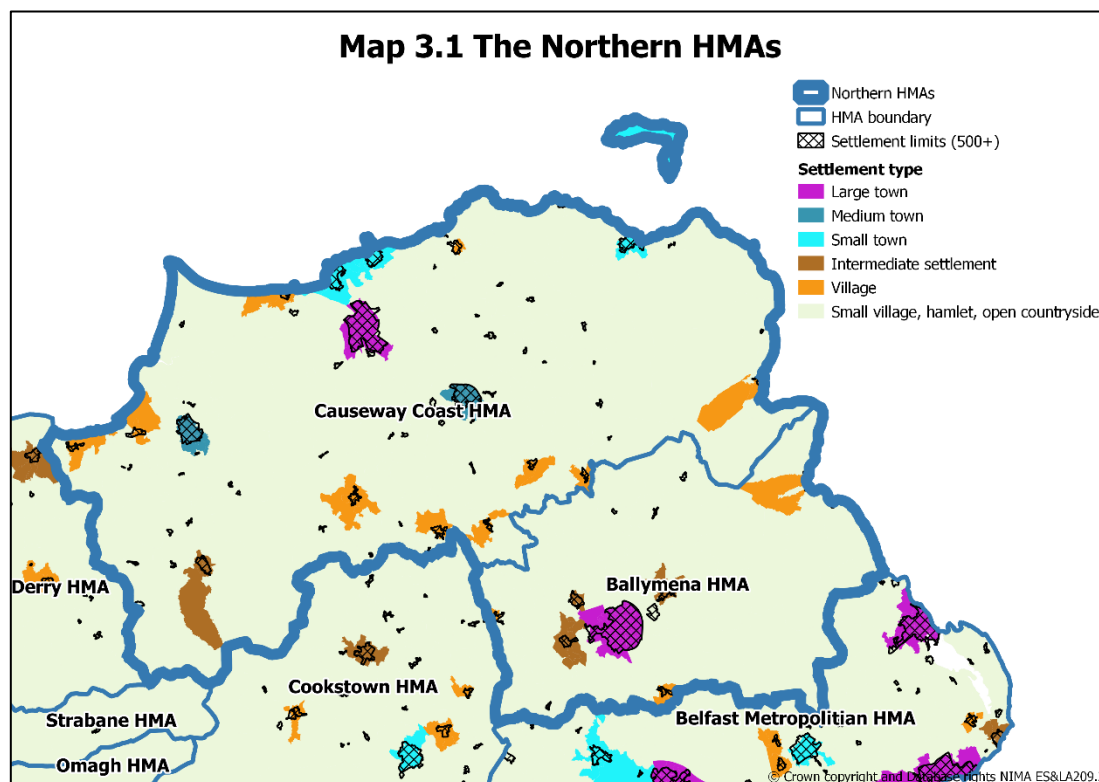 Map 3.1 The Northern HMAs
Northern HMAs
HMA boundary
Settlement limits (500+)
Settlement type
Large town
Medium town
Small town
Intermediate settlement
Village
Small village, hamlet, open countryside
Causeway Coast HMA
Derry HMA
Ballymena HMA
Cookstown HMA
Strabane HMA
Belfast Metropolitian HMA
Omagh HMA
© Crown copyright and Database rights NIMA ES&LA209.